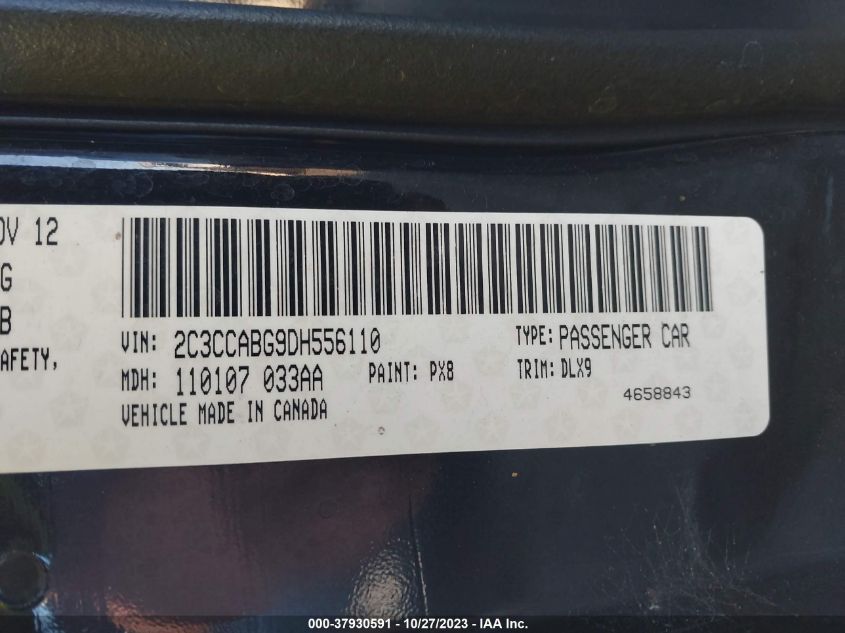 OV 12
G
B
AFETY,
VIN: 2C3CCABG9DH556110
TYPE: PASSENGER CAR
MDH: 110107 033AA
PAINT: PX8
TRIM: DLX9
VEHICLE MADE IN CANADA
4658843
000-37930591 - 10/27/2023 - IAA Inc.